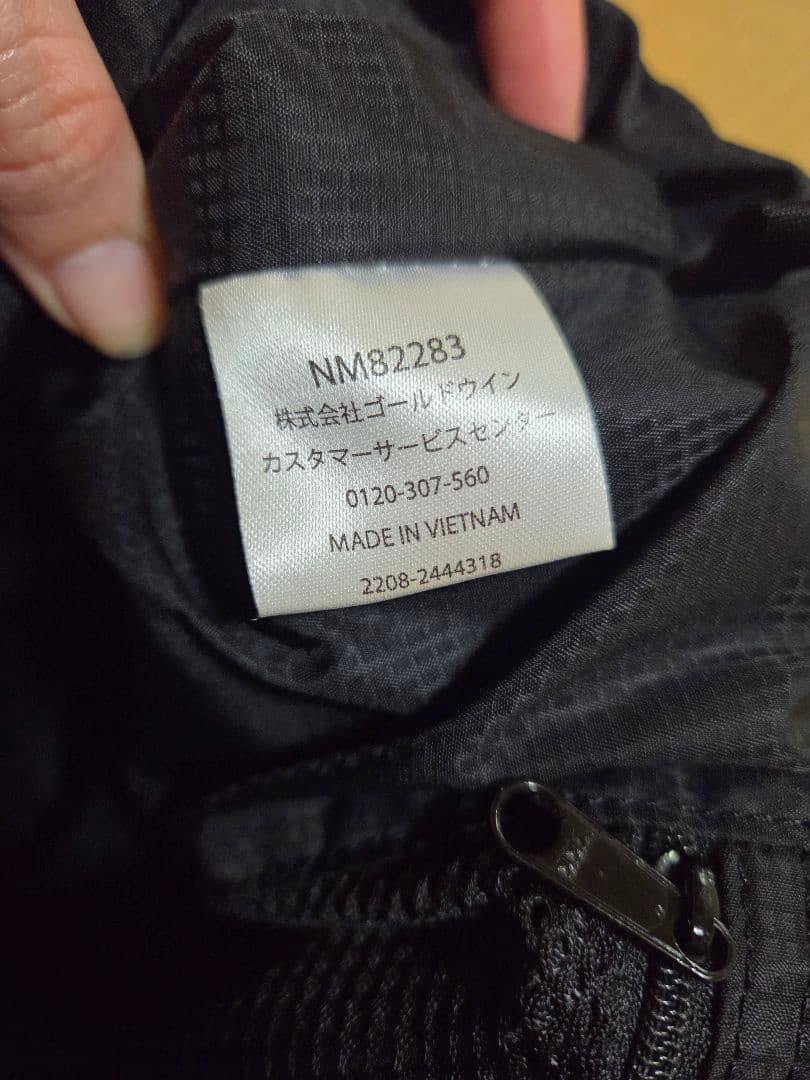 NM82283
株式会社ゴールドウイン
カスタマーサービスセンター
0120-307-560
MADE IN VIETNAM
2208-2444318